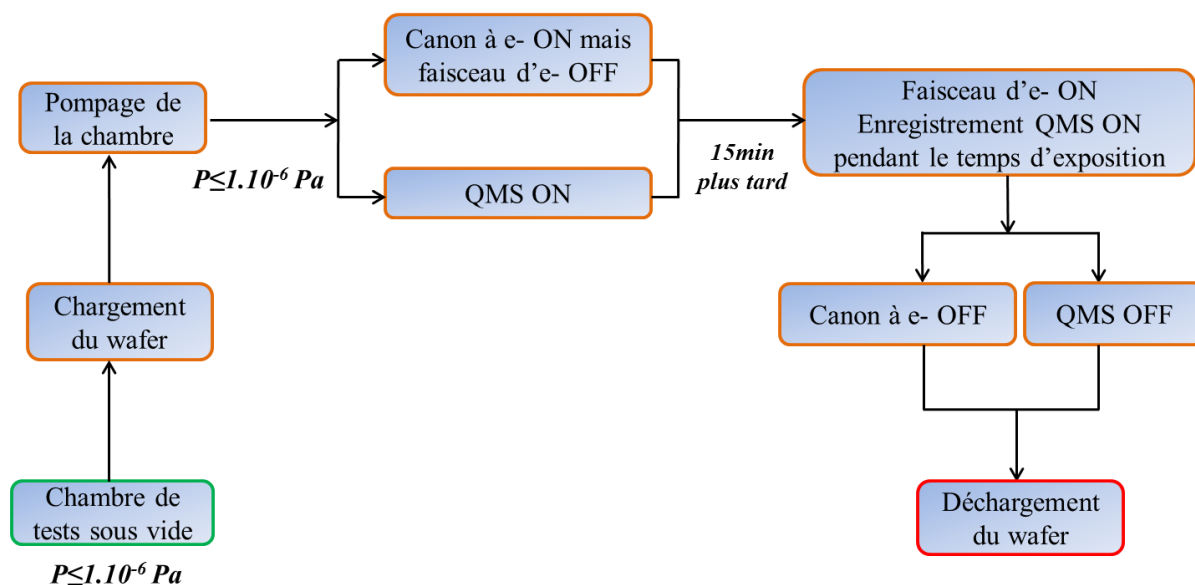 Canon à e- ON mais
faisceau d'e- OFF
Pompage de
la chambre
P≤1.10⁻⁶ Pa
QMS ON
15min
plus tard
Faisceau d'e- ON
Enregistrement QMS ON
pendant le temps d'exposition
Chargement
du wafer
Canon à e- OFF
QMS OFF
Chambre de
tests sous vide
P≤1.10⁻⁶ Pa
Déchargement
du wafer